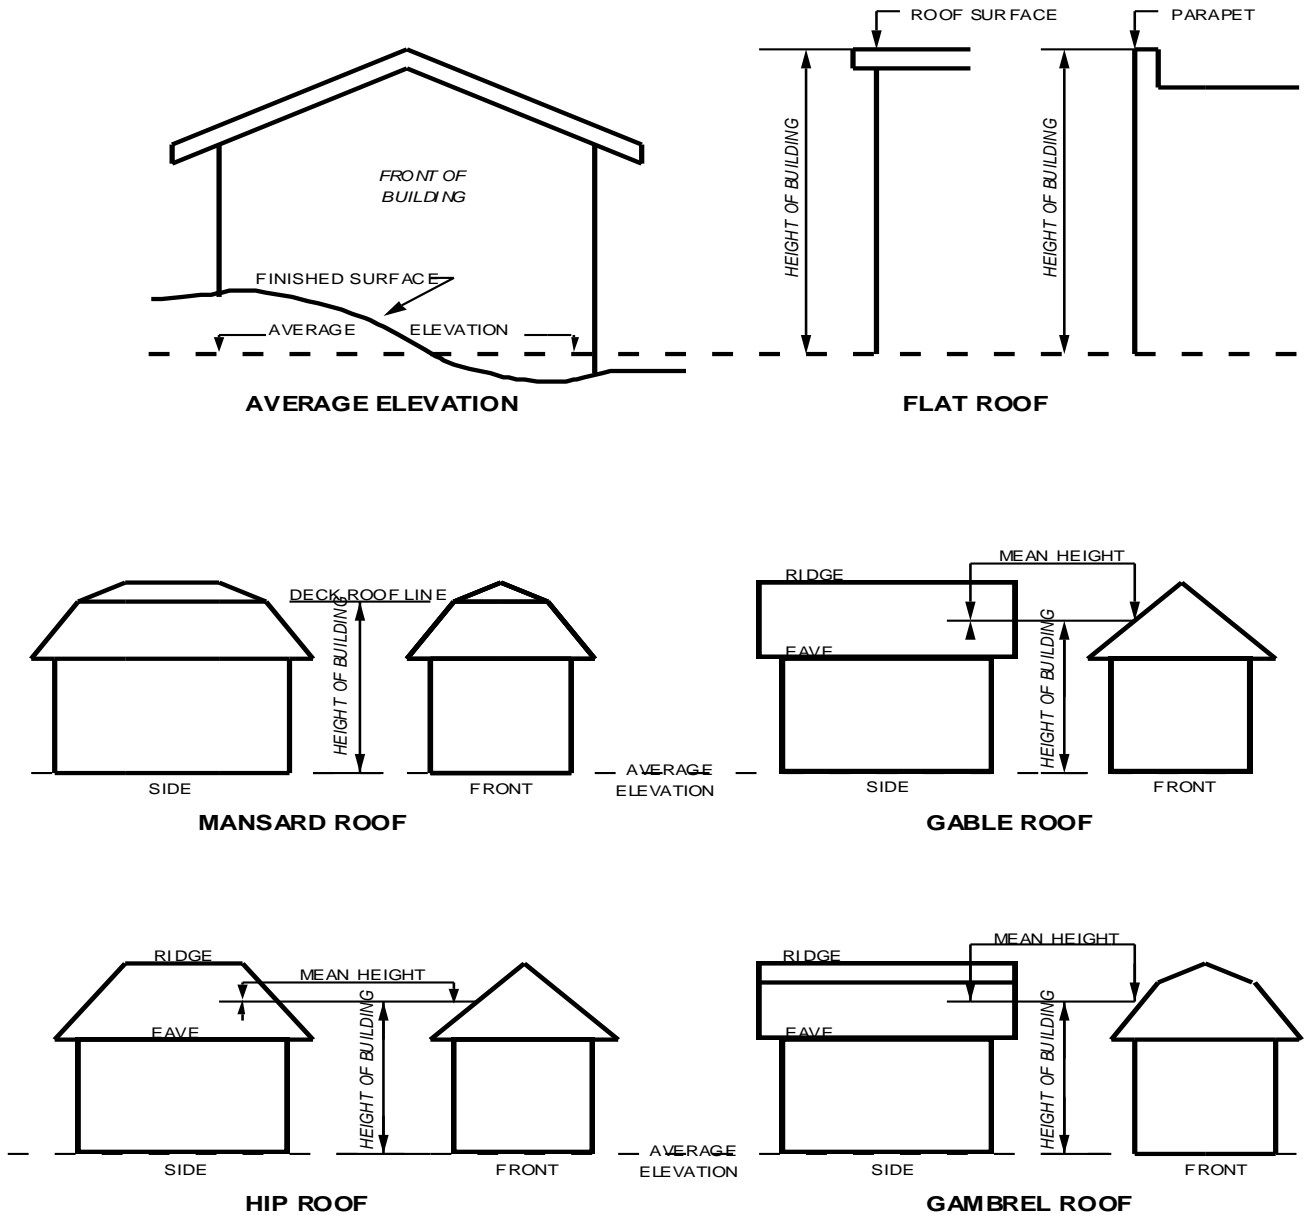 ROOF SURFACE
PARAPET
HEIGHT OF BUILDING
HEIGHT OF BUILDING
FRONT OF
BUILDING
FINISHED SURFACE
AVERAGE ELEVATION
AVERAGE ELEVATION
FLAT ROOF
DECK ROOF LINE
HEIGHT OF BUILDING
SIDE
FRONT
MANSARD ROOF
AVERAGE
ELEVATION
MEAN HEIGHT
RIDGE
EAVE
HEIGHT OF BUILDING
SIDE
FRONT
GABLE ROOF
RIDGE
MEAN HEIGHT
EAVE
HEIGHT OF BUILDING
SIDE
FRONT
HIP ROOF
AVERAGE
ELEVATION
MEAN HEIGHT
RIDGE
EAVE
HEIGHT OF BUILDING
SIDE
FRONT
GAMBREL ROOF